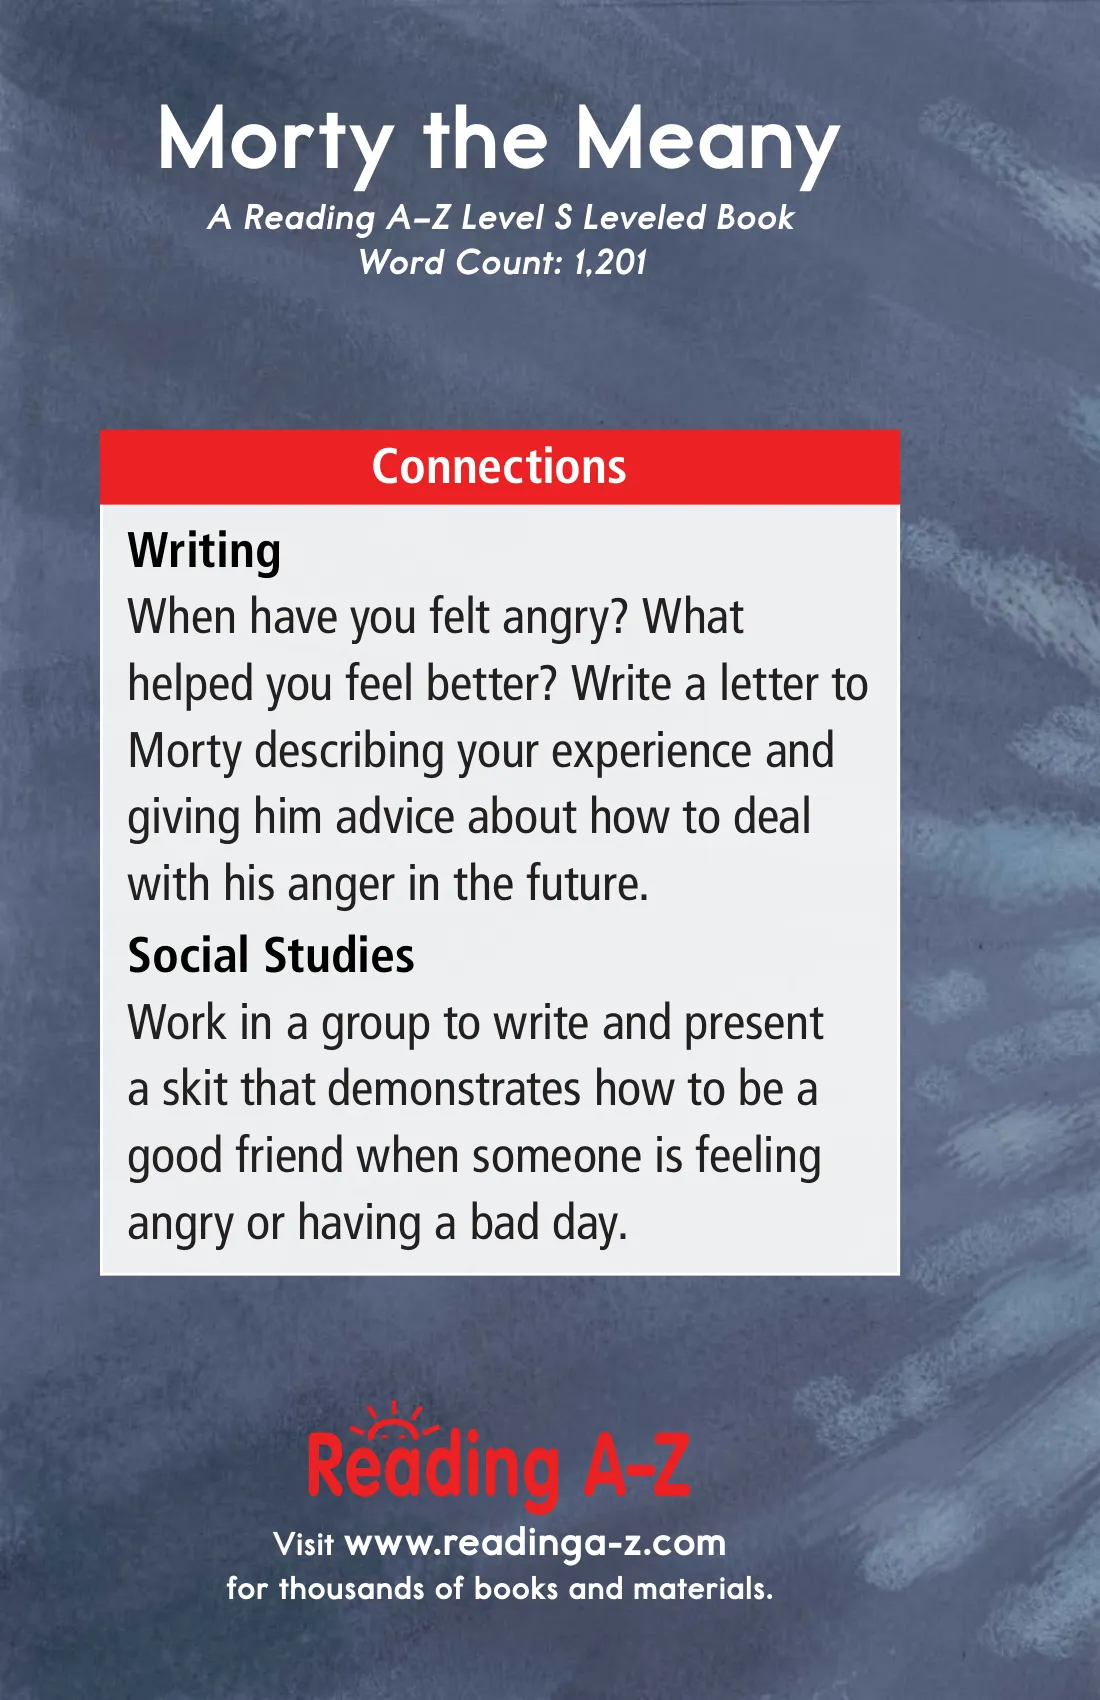 Morty the Meany
A Reading A–Z Level S Leveled Book
Word Count: 1,201
Connections
Writing
When have you felt angry? What
helped you feel better? Write a letter to
Morty describing your experience and
giving him advice about how to deal
with his anger in the future.
Social Studies
Work in a group to write and present
a skit that demonstrates how to be a
good friend when someone is feeling
angry or having a bad day.
Reading A–Z
Visit www.readinga-z.com
for thousands of books and materials.